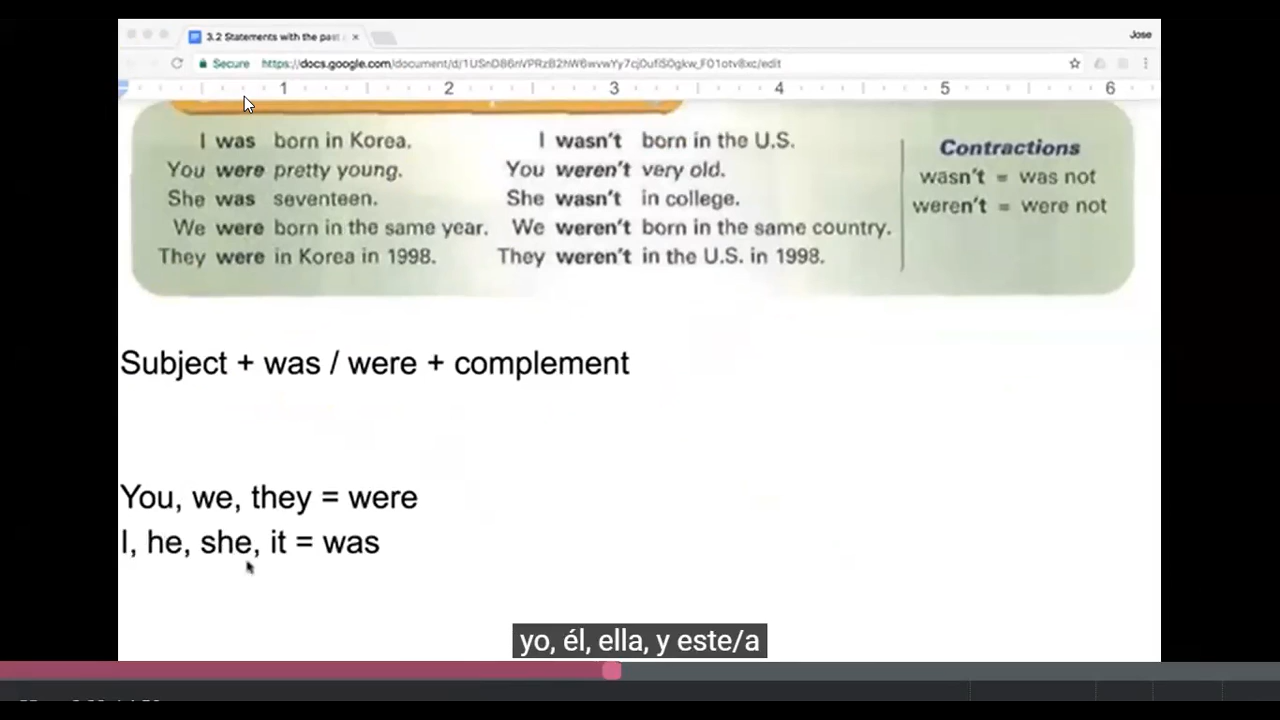 3.2 Statements with the past
Jose
Secure https://docs.google.com/document/d/
1 2 3 4 5 6
I was born in Korea. I wasn't born in the U.S.
You were pretty young. You weren't very old.
She was seventeen. She wasn't in college.
We were born in the same year. We weren't born in the same country.
They were in Korea in 1998. They weren't in the U.S. in 1998.
Contractions
wasn't = was not
weren't = were not
Subject + was / were + complement
You, we, they = were
I, he, she, it = was
yo, él, ella, y este/a